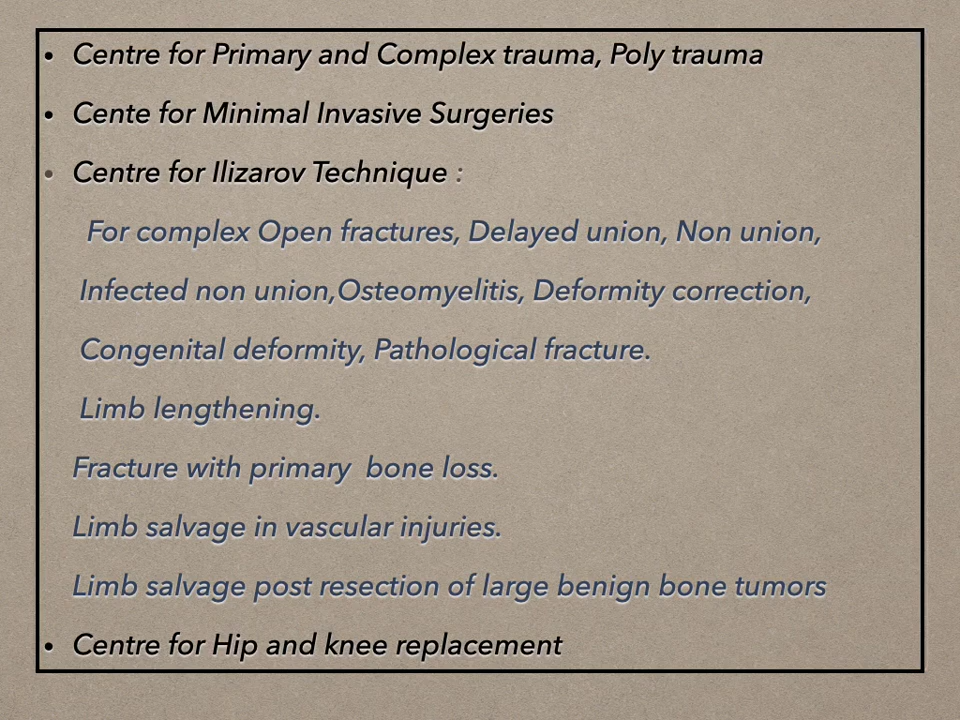 • Centre for Primary and Complex trauma, Poly trauma
• Cente for Minimal Invasive Surgeries
• Centre for Ilizarov Technique :
For complex Open fractures, Delayed union, Non union,
Infected non union,Osteomyelitis, Deformity correction,
Congenital deformity, Pathological fracture.
Limb lengthening.
Fracture with primary  bone loss.
Limb salvage in vascular injuries.
Limb salvage post resection of large benign bone tumors
• Centre for Hip and knee replacement